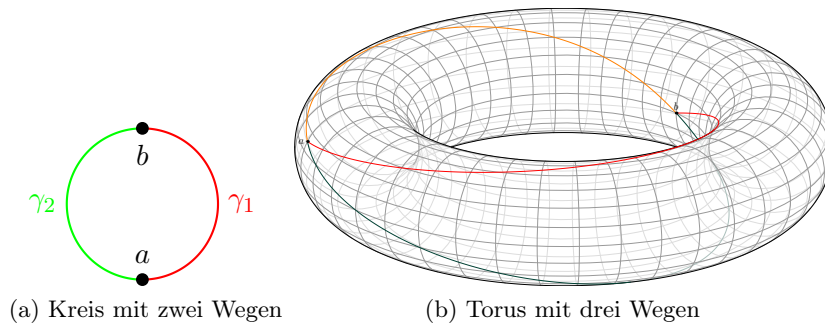 b
γ2
γ1
a
(a) Kreis mit zwei Wegen
a
b
(b) Torus mit drei Wegen